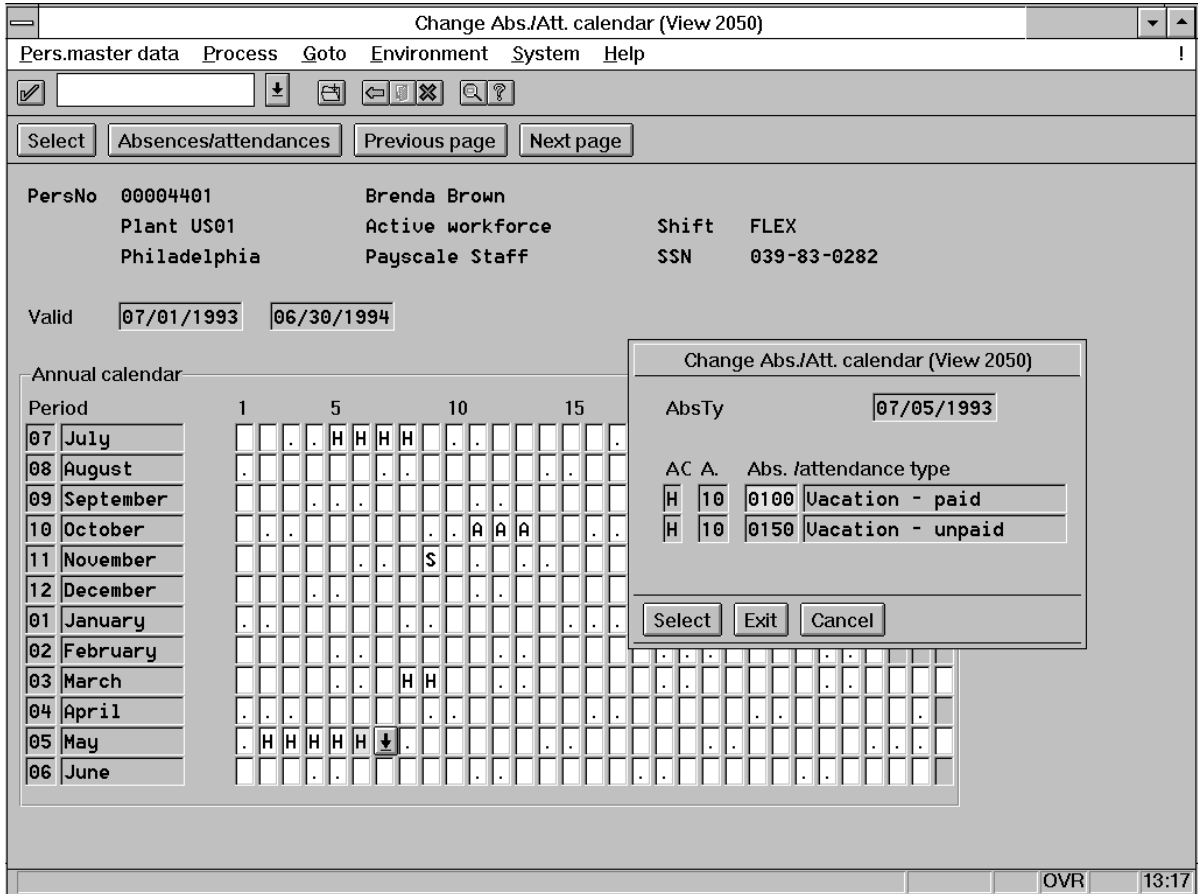 Change Abs./Att. calendar (View 2050)
Pers.master data Process Goto Environment System Help !
Select Absences/attendances Previous page Next page
PersNo 00004401 Brenda Brown
Plant US01 Active workforce Shift FLEX
Philadelphia Payscale Staff SSN 039-83-0282
Valid 07/01/1993 06/30/1994
Annual calendar
Period 1 5 10 15
07 July . . H H H H . . .
08 August . . . . .
09 September . . . . .
10 October . . . . A A A . .
11 November . . S . . .
12 December . . . .
01 January . . . . . . .
02 February . . . . . . . .
03 March . . H H . . . . . .
04 April . . . . . . . . . .
05 May . H H H H H . . . . . . . .
06 June . . . . . . . .
Change Abs./Att. calendar (View 2050)
AbsTy 07/05/1993
AC A. Abs. /attendance type
H 10 0100 Vacation - paid
H 10 0150 Vacation - unpaid
Select Exit Cancel
OVR 13:17